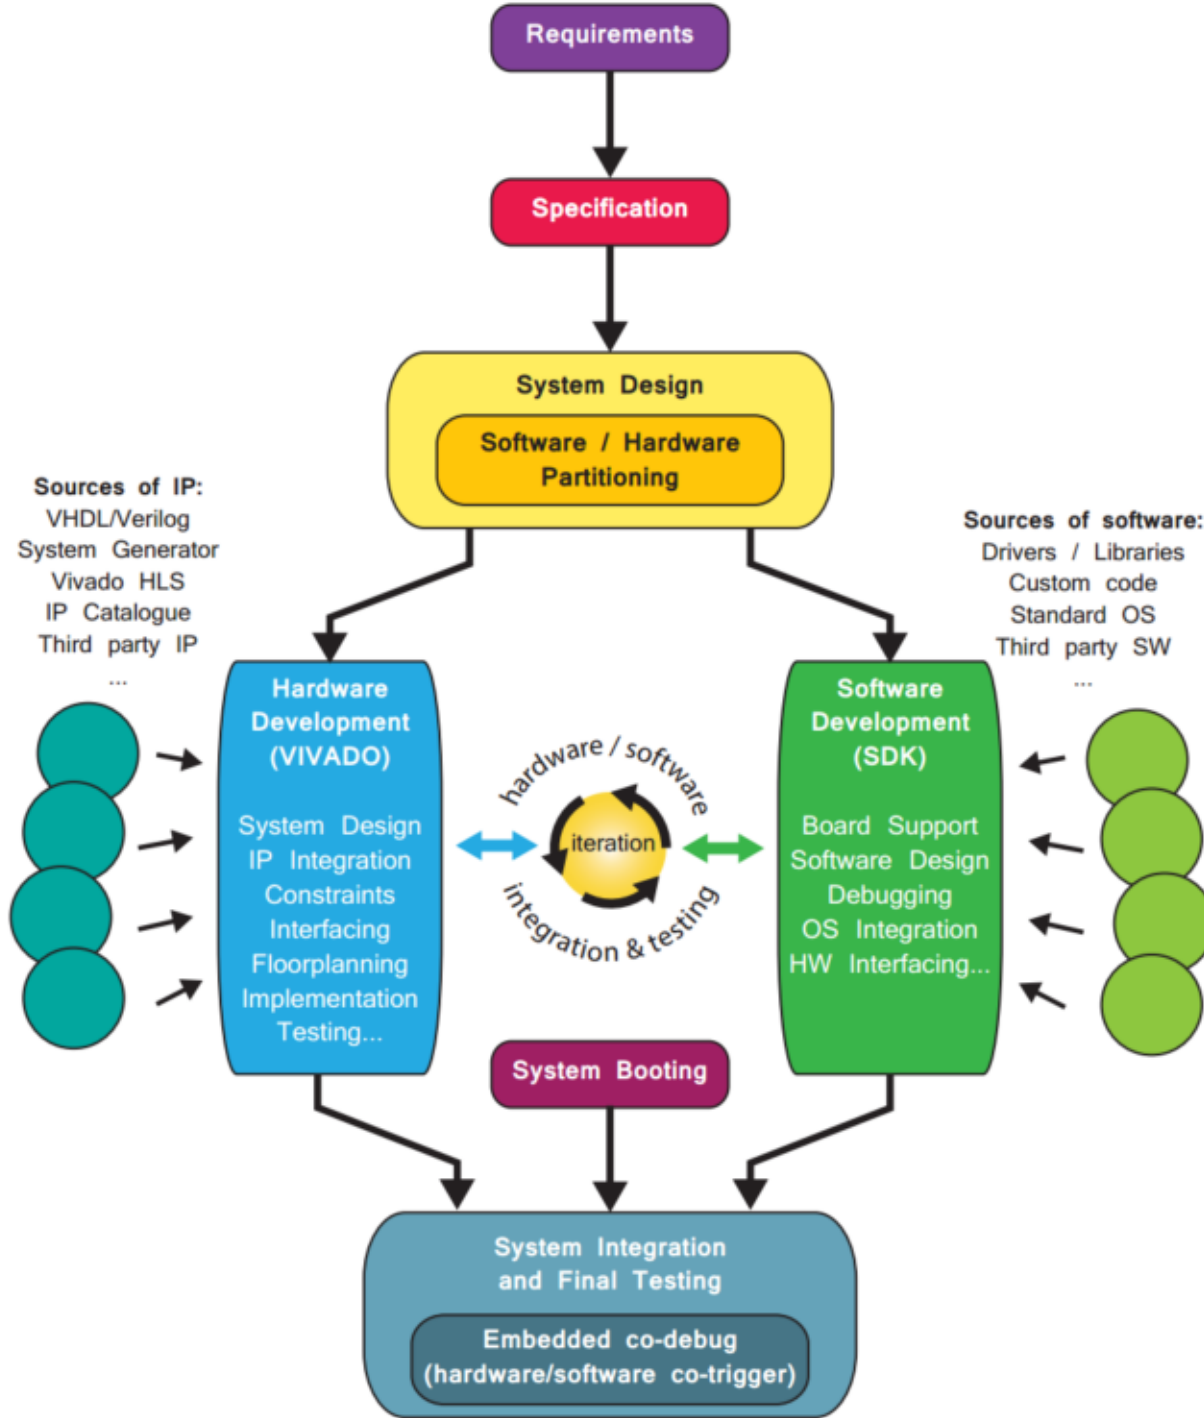 Requirements
Specification
System Design
Software / Hardware
Partitioning
Sources of IP:
VHDL/Verilog
System Generator
Vivado HLS
IP Catalogue
Third party IP
...
Sources of software:
Drivers / Libraries
Custom code
Standard OS
Third party SW
...
Hardware
Development
(VIVADO)
System Design
IP Integration
Constraints
Interfacing
Floorplanning
Implementation
Testing...
hardware / software
iteration
integration & testing
Software
Development
(SDK)
Board Support
Software Design
Debugging
OS Integration
HW Interfacing...
System Booting
System Integration
and Final Testing
Embedded co-debug
(hardware/software co-trigger)